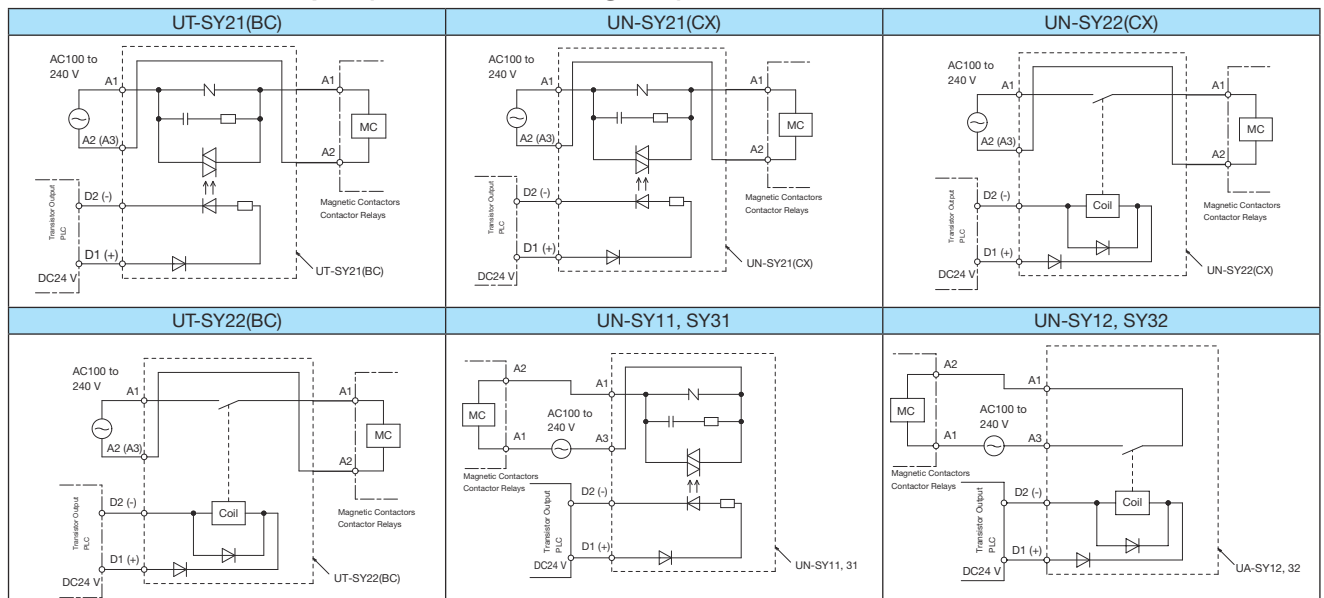 UT-SY21(BC)
AC100 to
240 V
A1
A2 (A3)
A1
MC
A2
Magnetic Contactors
Contactor Relays
Transistor Output
PLC
D2 (-)
D1 (+)
DC24 V
UT-SY21(BC)
UN-SY21(CX)
AC100 to
240 V
A1
A2 (A3)
A1
MC
A2
Magnetic Contactors
Contactor Relays
Transistor Output
PLC
D2 (-)
D1 (+)
DC24 V
UN-SY21(CX)
UN-SY22(CX)
AC100 to
240 V
A1
A2 (A3)
A1
MC
A2
Magnetic Contactors
Contactor Relays
Transistor Output
PLC
D2 (-)
Coil
D1 (+)
DC24 V
UN-SY22(CX)
UT-SY22(BC)
AC100 to
240 V
A1
A2 (A3)
A1
MC
A2
Magnetic Contactors
Contactor Relays
Transistor Output
PLC
D2 (-)
Coil
D1 (+)
DC24 V
UT-SY22(BC)
UN-SY11, SY31
A2
A1
MC
AC100 to
240 V
A1
A3
Magnetic Contactors
Contactor Relays
Transistor Output
PLC
D2 (-)
D1 (+)
DC24 V
UN-SY11, 31
UN-SY12, SY32
A2
A1
MC
AC100 to
240 V
A1
A3
Magnetic Contactors
Contactor Relays
Transistor Output
PLC
D2 (-)
Coil
D1 (+)
DC24 V
UA-SY12, 32